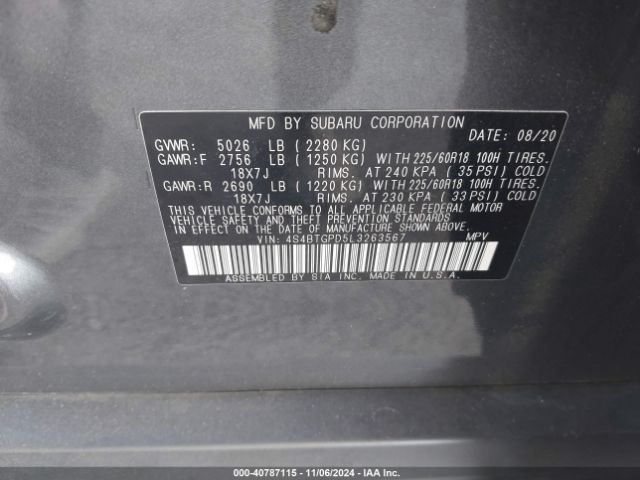 MFD BY SUBARU CORPORATION
DATE: 08/20
GVWR: 5026 LB ( 2280 KG)
GAWR:F 2756 LB ( 1250 KG) WITH 225/60R18 100H TIRES.
18X7J RIMS. AT 240 KPA ( 35 PSI) COLD
GAWR:R 2690 LB ( 1220 KG) WITH 225/60R18 100H TIRES.
18X7J RIMS. AT 230 KPA ( 33 PSI) COLD
THIS VEHICLE CONFORMS TO ALL APPLICABLE FEDERAL MOTOR
VEHICLE SAFETY AND THEFT PREVENTION STANDARDS
IN EFFECT ON THE DATE OF MANUFACTURE SHOWN ABOVE.
VIN: 4S4BTGPD5L3263567 MPV
ASSEMBLED BY SIA INC. MADE IN U.S.A.
000-40787115 - 11/06/2024 - IAA Inc.